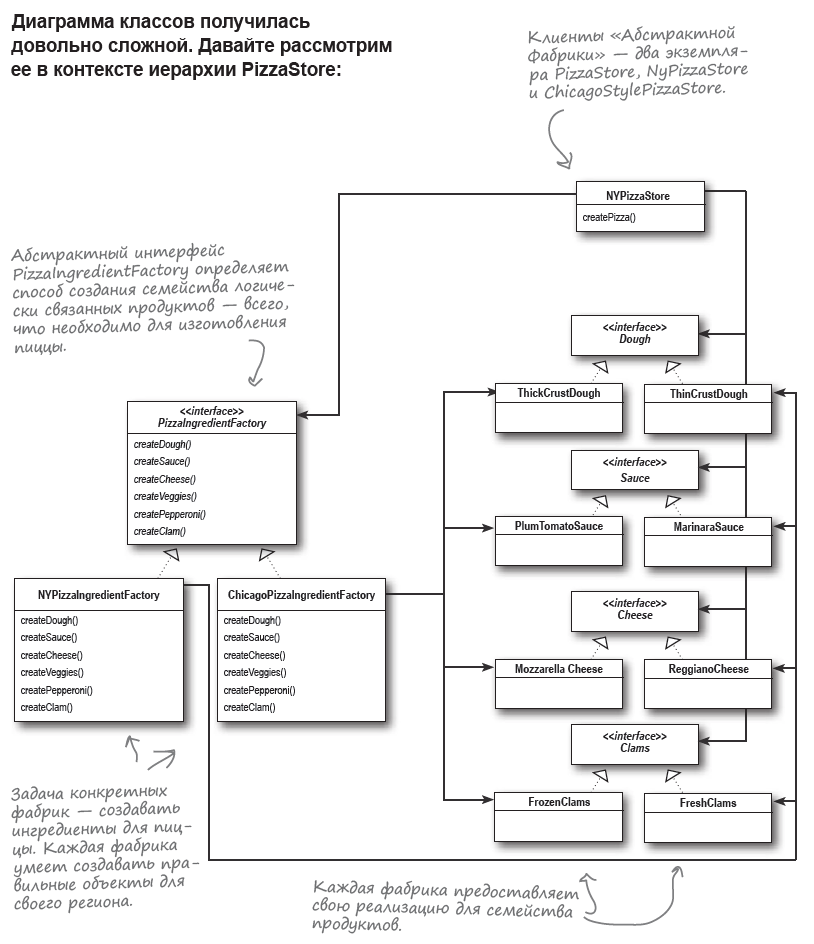 Диаграмма классов получилась
довольно сложной. Давайте рассмотрим
ее в контексте иерархии PizzaStore:
Клиенты «Абстрактной
Фабрики» — два экземпля-
ра PizzaStore, NyPizzaStore
и ChicagoStylePizzaStore.
NYPizzaStore
createPizza()
Абстрактный интерфейс
PizzaIngredientFactory определяет
способ создания семейства логиче-
ски связанных продуктов — всего,
что необходимо для изготовления
пиццы.
<<interface>>
Dough
ThickCrustDough
ThinCrustDough
<<interface>>
PizzaIngredientFactory
createDough()
createSauce()
createCheese()
createVeggies()
createPepperoni()
createClam()
<<interface>>
Sauce
PlumTomatoSauce
MarinaraSauce
NYPizzaIngredientFactory
createDough()
createSauce()
createCheese()
createVeggies()
createPepperoni()
createClam()
ChicagoPizzaIngredientFactory
createDough()
createSauce()
createCheese()
createVeggies()
createPepperoni()
createClam()
<<interface>>
Cheese
Mozzarella Cheese
ReggianoCheese
<<interface>>
Clams
FrozenClams
FreshClams
Задача конкретных
фабрик — создавать
ингредиенты для пиц-
цы. Каждая фабрика
умеет создавать пра-
вильные объекты для
своего региона.
Каждая фабрика предоставляет
свою реализацию для семейства
продуктов.